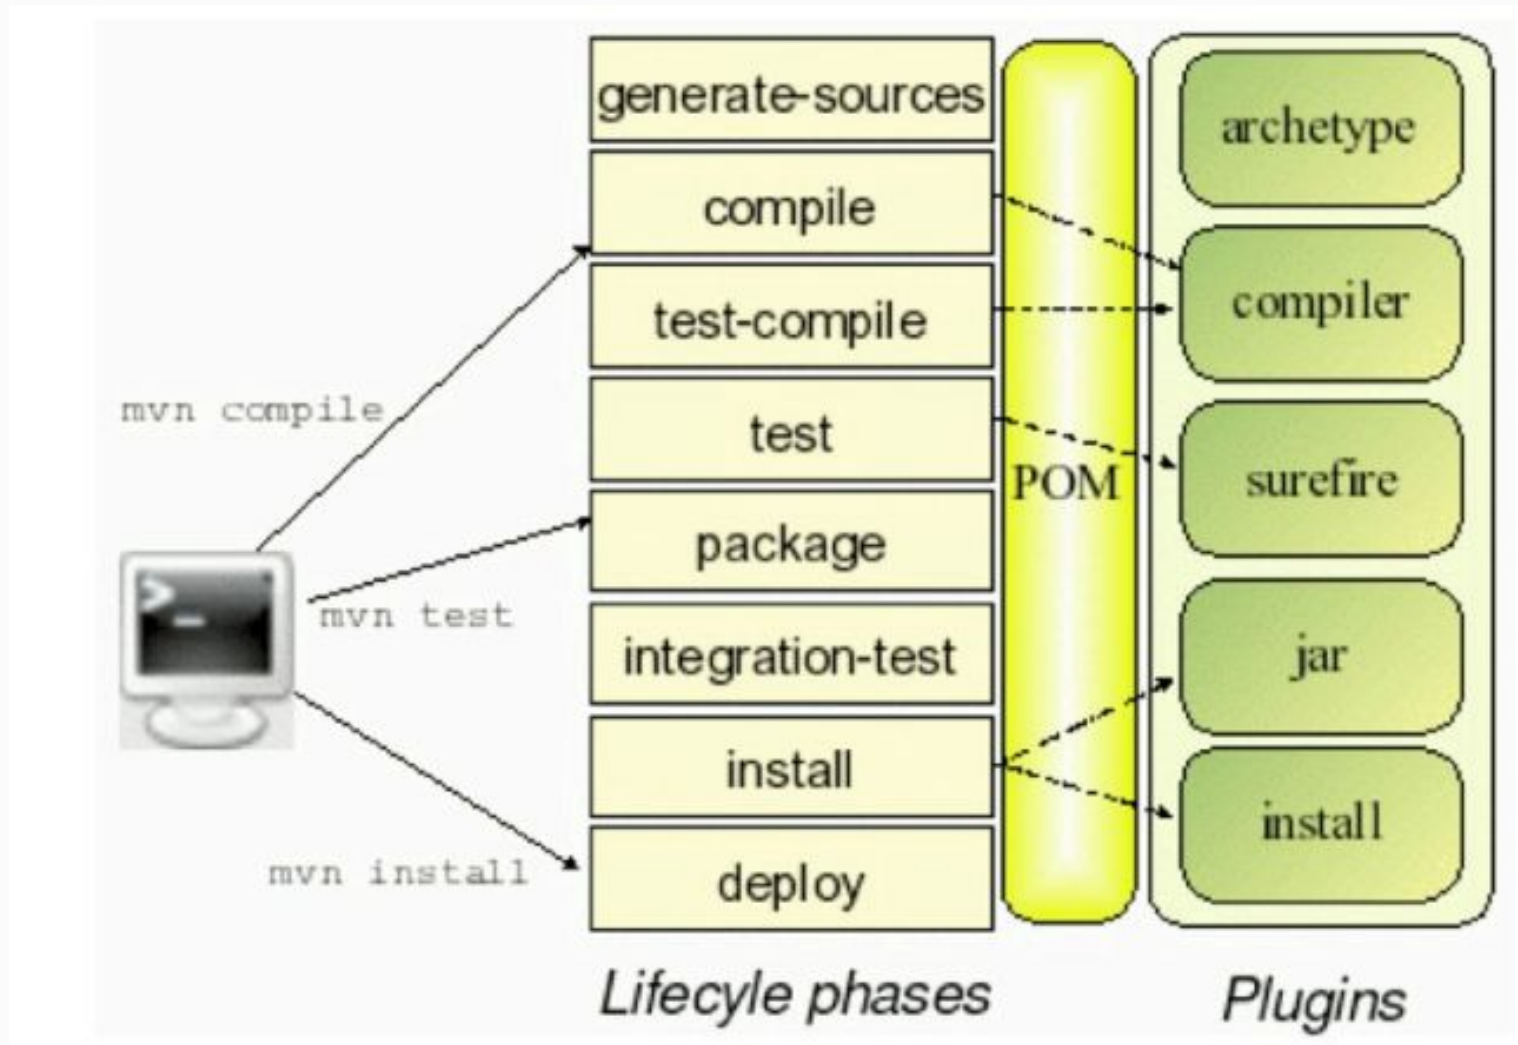 generate-sources
compile
test-compile
test
package
integration-test
install
deploy
mvn compile
mvn test
mvn install
POM
archetype
compiler
surefire
jar
install
Lifecyle phases
Plugins